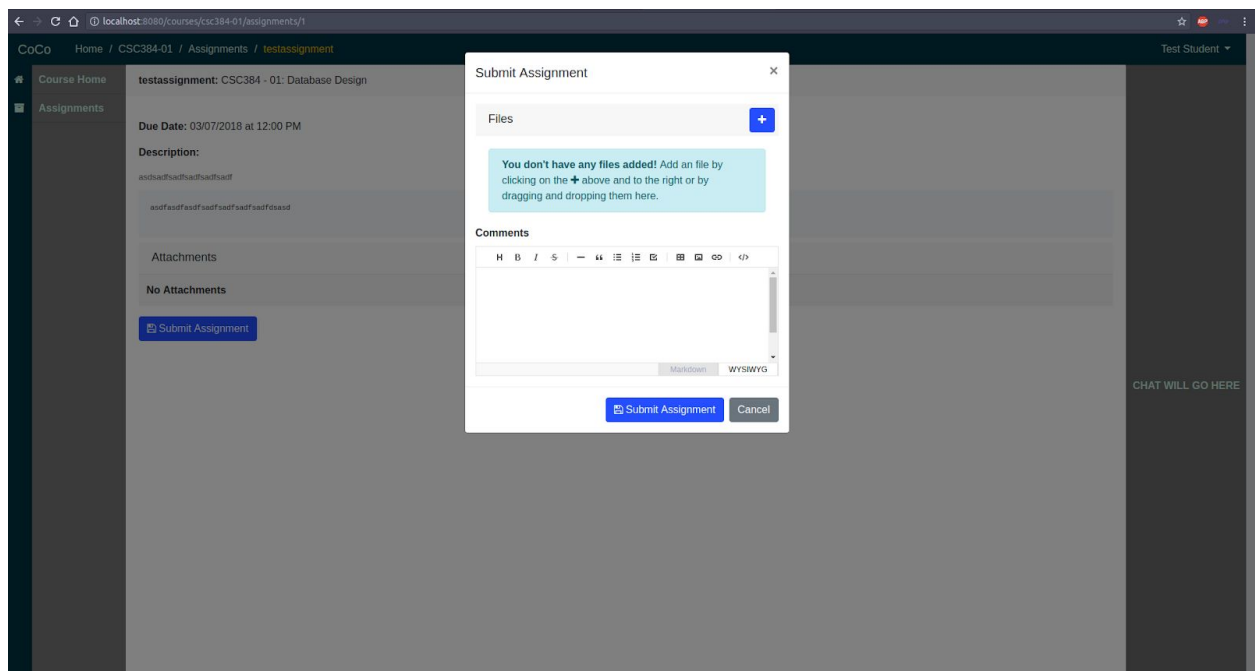 localhost:8080/courses/csc384-01/assignments/1
CoCo Home / CSC384-01 / Assignments / testassignment Test Student
Course Home
Assignments
testassignment: CSC384 - 01: Database Design
Due Date: 03/07/2018 at 12:00 PM
Description:
asdsadfsadfsadfsadfsadf
asdfasdfasdfsadfsadfsadfsadfdsasd
Attachments
No Attachments
Submit Assignment
Submit Assignment ×
Files +
You don't have any files added! Add an file by
clicking on the + above and to the right or by
dragging and dropping them here.
Comments
H B I S
Markdown WYSIWYG
Submit Assignment Cancel
CHAT WILL GO HERE